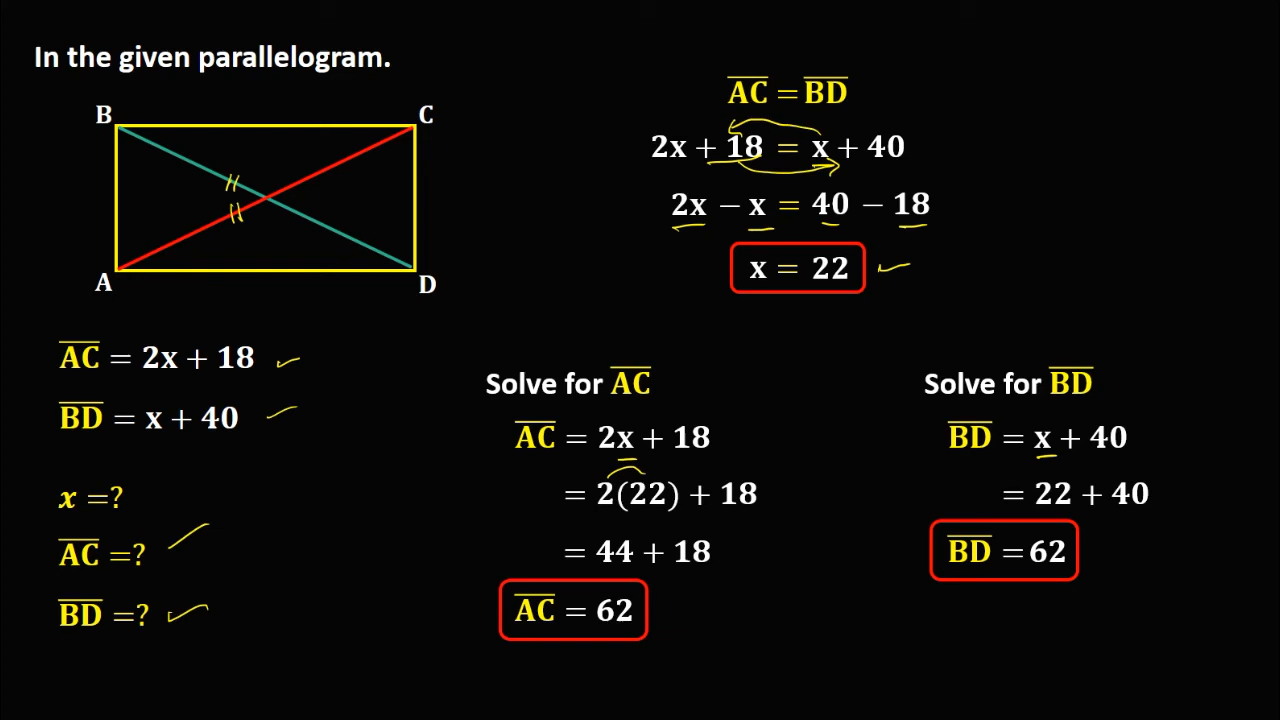 In the given parallelogram.
B
C
A
D
AC = 2x + 18
BD = x + 40
x =?
AC =?
BD =?
AC = BD
2x + 18 = x + 40
2x − x = 40 − 18
x = 22
Solve for AC
AC = 2x + 18
= 2(22) + 18
= 44 + 18
AC = 62
Solve for BD
BD = x + 40
= 22 + 40
BD = 62